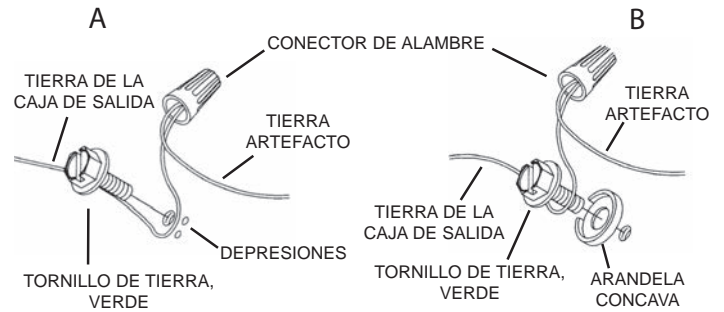 A
B
CONECTOR DE ALAMBRE
TIERRA DE LA
CAJA DE SALIDA
TIERRA
ARTEFACTO
DEPRESIONES
TORNILLO DE TIERRA,
VERDE
TIERRA
ARTEFACTO
TIERRA DE LA
CAJA DE SALIDA
TORNILLO DE TIERRA,
VERDE
ARANDELA
CONCAVA